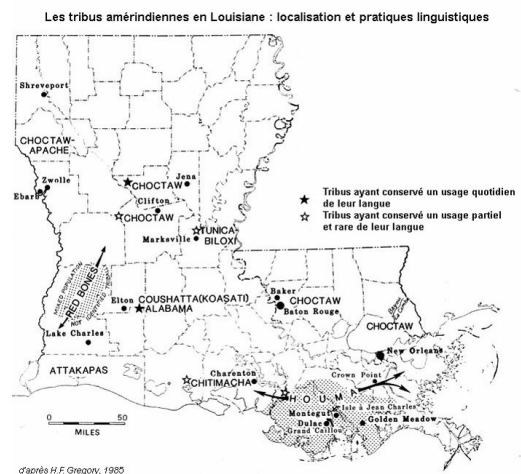 Les tribus amérindiennes en Louisiane : localisation et pratiques linguistiques
Shreveport
CHOCTAW-
APACHE
Zwolle
Ebarb
CHOCTAW
Jena
Clifton
CHOCTAW
TUNICA-
BILOXI
Marksville
Tribus ayant conservé un usage quotidien
de leur langue
Tribus ayant conservé un usage partiel
et rare de leur langue
RED BONES
MIXED POPULATION
NOT
Elton
COUSHATTA(KOASATI)
ALABAMA
Baker
Baton Rouge
CHOCTAW
CHOCTAW
Lake Charles
New Orleans
ATTAKAPAS
Charenton
CHITIMACHA
Crown Point
HOUMA
Isle à Jean Charles
Montegut
Dulac
Grand Caillou
Golden Meadow
0 50
MILES
d'après H.F. Gregory, 1985